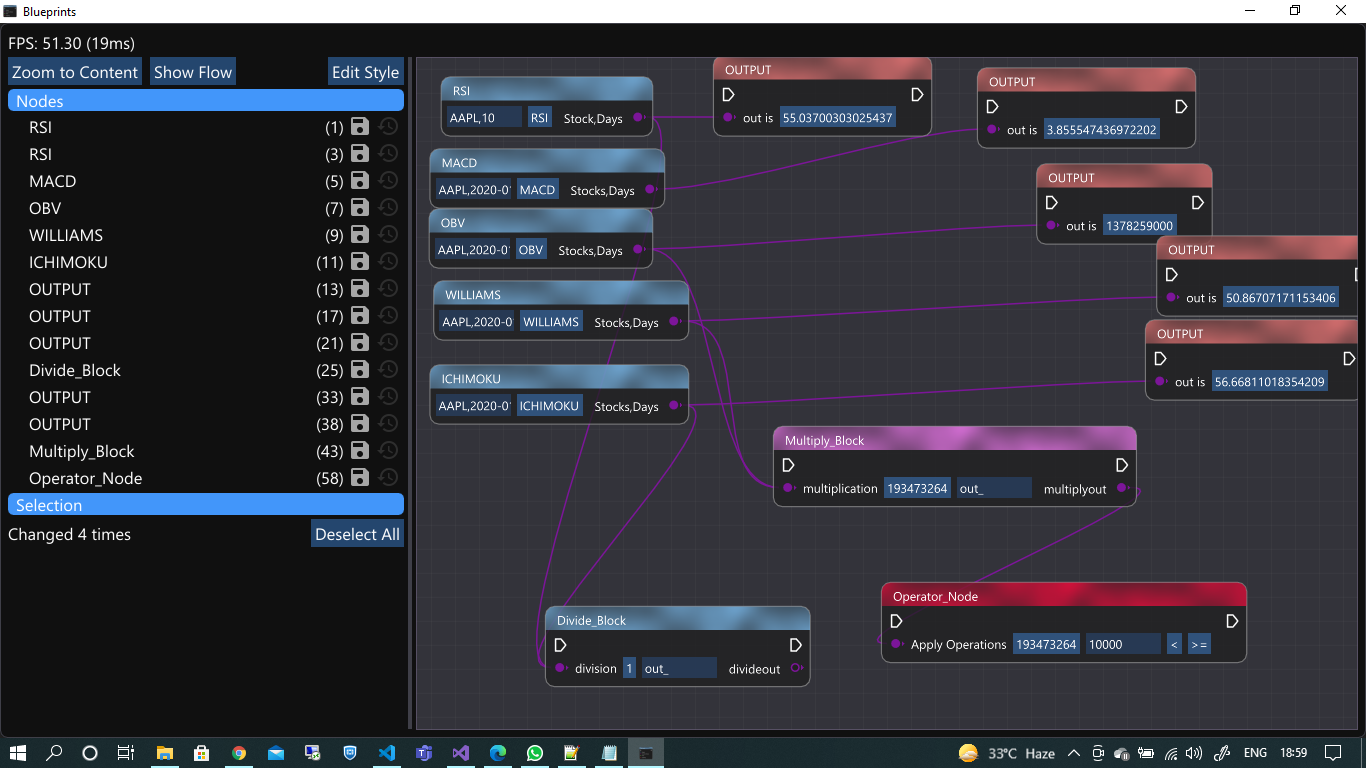 Blueprints
FPS: 51.30 (19ms)
Zoom to Content Show Flow Edit Style
Nodes
RSI (1)
RSI (3)
MACD (5)
OBV (7)
WILLIAMS (9)
ICHIMOKU (11)
OUTPUT (13)
OUTPUT (17)
OUTPUT (21)
Divide_Block (25)
OUTPUT (33)
OUTPUT (38)
Multiply_Block (43)
Operator_Node (58)
Selection
Changed 4 times Deselect All
RSI
AAPL,10 RSI Stock,Days
OUTPUT
out is 55.03700303025437
OUTPUT
out is 3.855547436972202
MACD
AAPL,2020-01 MACD Stocks,Days
OUTPUT
out is 1378259000
OBV
AAPL,2020-01 OBV Stocks,Days
OUTPUT
out is 50.86707171153406
WILLIAMS
AAPL,2020-01 WILLIAMS Stocks,Days
OUTPUT
out is 56.66811018354209
ICHIMOKU
AAPL,2020-01 ICHIMOKU Stocks,Days
Multiply_Block
multiplication 193473264 out_ multiplyout
Operator_Node
Apply Operations 193473264 10000 < >=
Divide_Block
division 1 out_ divideout
33°C Haze ENG 18:59